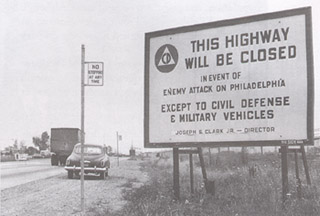 NO
STOPPING
AT ANY
TIME
THIS HIGHWAY
WILL BE CLOSED
IN EVENT OF
ENEMY ATTACK ON PHILADELPHIA
EXCEPT TO CIVIL DEFENSE
& MILITARY VEHICLES
JOSEPH S. CLARK JR. — DIRECTOR